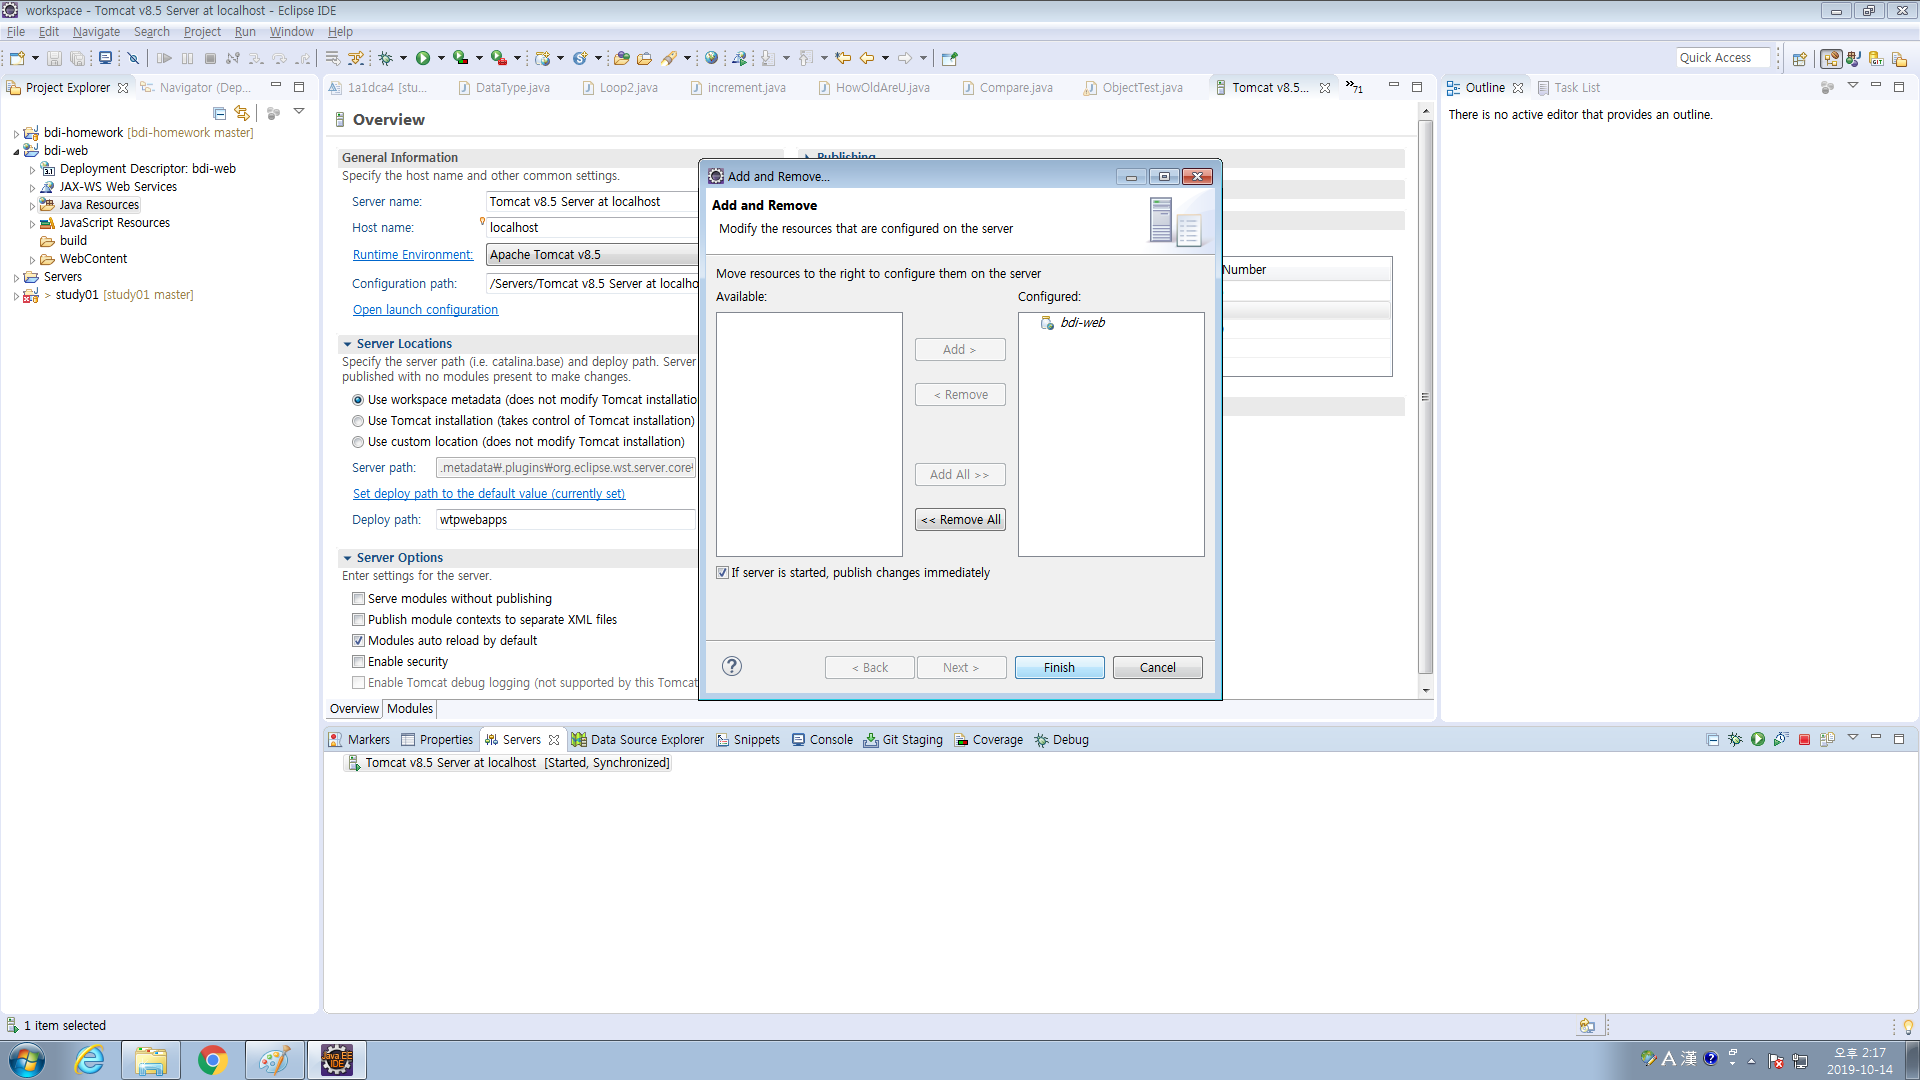 workspace - Tomcat v8.5 Server at localhost - Eclipse IDE
File Edit Navigate Search Project Run Window Help
Quick Access
Project Explorer Navigator (Dep...
1a1dca4 [stu... DataType.java Loop2.java increment.java HowOldAreU.java Compare.java ObjectTest.java Tomcat v8.5... »71
Outline Task List
There is no active editor that provides an outline.
bdi-homework [bdi-homework master]
bdi-web
Deployment Descriptor: bdi-web
JAX-WS Web Services
Java Resources
JavaScript Resources
build
WebContent
Servers
> study01 [study01 master]
Overview
General Information
Specify the host name and other common settings.
Server name: Tomcat v8.5 Server at localhost
Host name: localhost
Runtime Environment: Apache Tomcat v8.5
Configuration path: /Servers/Tomcat v8.5 Server at localho
Open launch configuration
Server Locations
Specify the server path (i.e. catalina.base) and deploy path. Server
published with no modules present to make changes.
Use workspace metadata (does not modify Tomcat installatio
Use Tomcat installation (takes control of Tomcat installation)
Use custom location (does not modify Tomcat installation)
Server path: .metadata₩.plugins₩org.eclipse.wst.server.core
Set deploy path to the default value (currently set)
Deploy path: wtpwebapps
Server Options
Enter settings for the server.
Serve modules without publishing
Publish module contexts to separate XML files
Modules auto reload by default
Enable security
Enable Tomcat debug logging (not supported by this Tomcat
Overview Modules
Publishing
Number
Add and Remove...
Add and Remove
Modify the resources that are configured on the server
Move resources to the right to configure them on the server
Available: Configured:
bdi-web
Add >
< Remove
Add All >>
<< Remove All
If server is started, publish changes immediately
< Back Next > Finish Cancel
Markers Properties Servers Data Source Explorer Snippets Console Git Staging Coverage Debug
Tomcat v8.5 Server at localhost [Started, Synchronized]
1 item selected
Java EE
IDE
A 漢
오후 2:17
2019-10-14